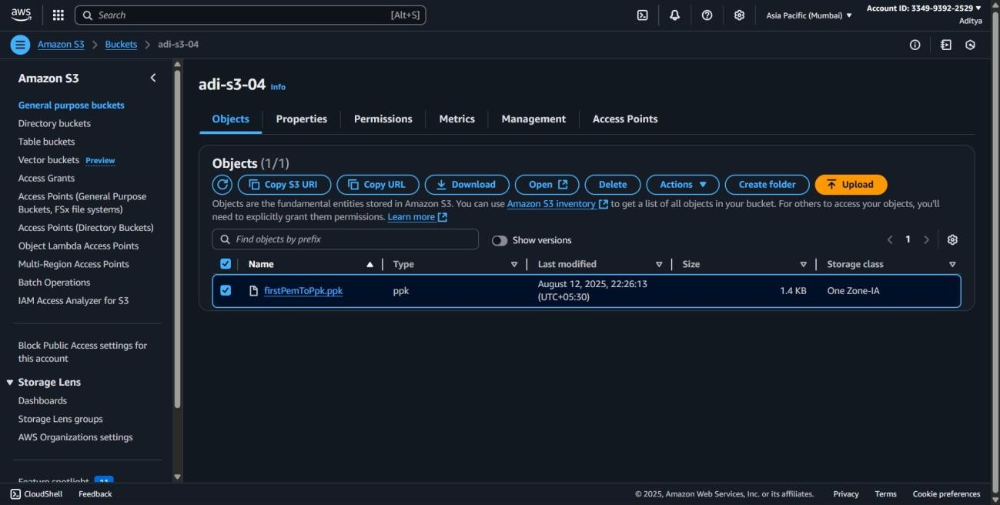 aws
Search [Alt+S]
Asia Pacific (Mumbai) ▼
Account ID: 3349-9392-2529 ▼
Aditya
Amazon S3 > Buckets > adi-s3-04
Amazon S3
General purpose buckets
Directory buckets
Table buckets
Vector buckets Preview
Access Grants
Access Points (General Purpose
Buckets, FSx file systems)
Access Points (Directory Buckets)
Object Lambda Access Points
Multi-Region Access Points
Batch Operations
IAM Access Analyzer for S3
Block Public Access settings for
this account
Storage Lens
Dashboards
Storage Lens groups
AWS Organizations settings
Feature spotlight 11
adi-s3-04 Info
Objects Properties Permissions Metrics Management Access Points
Objects (1/1)
Copy S3 URI Copy URL Download Open Delete Actions ▼ Create folder Upload
Objects are the fundamental entities stored in Amazon S3. You can use Amazon S3 inventory to get a list of all objects in your bucket. For others to access your objects, you'll
need to explicitly grant them permissions. Learn more
Find objects by prefix Show versions 1
Name Type Last modified Size Storage class
firstPemToPpk.ppk ppk August 12, 2025, 22:26:13 1.4 KB One Zone-IA
(UTC+05:30)
CloudShell Feedback © 2025, Amazon Web Services, Inc. or its affiliates. Privacy Terms Cookie preferences